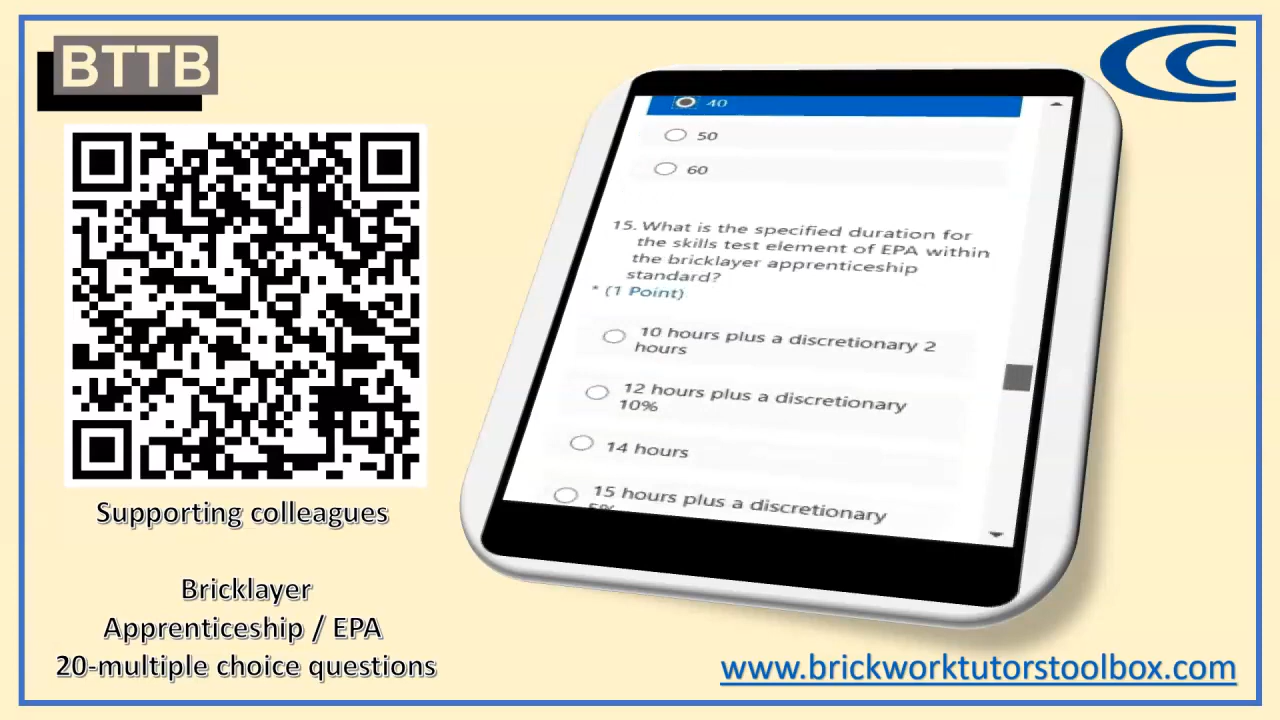 BTTB
Supporting colleagues
Bricklayer
Apprenticeship / EPA
20-multiple choice questions
40
50
60
15. What is the specified duration for
the skills test element of EPA within
the bricklayer apprenticeship
standard?
* (1 Point)
10 hours plus a discretionary 2
hours
12 hours plus a discretionary
10%
14 hours
15 hours plus a discretionary
5%
www.brickworktutorstoolbox.com